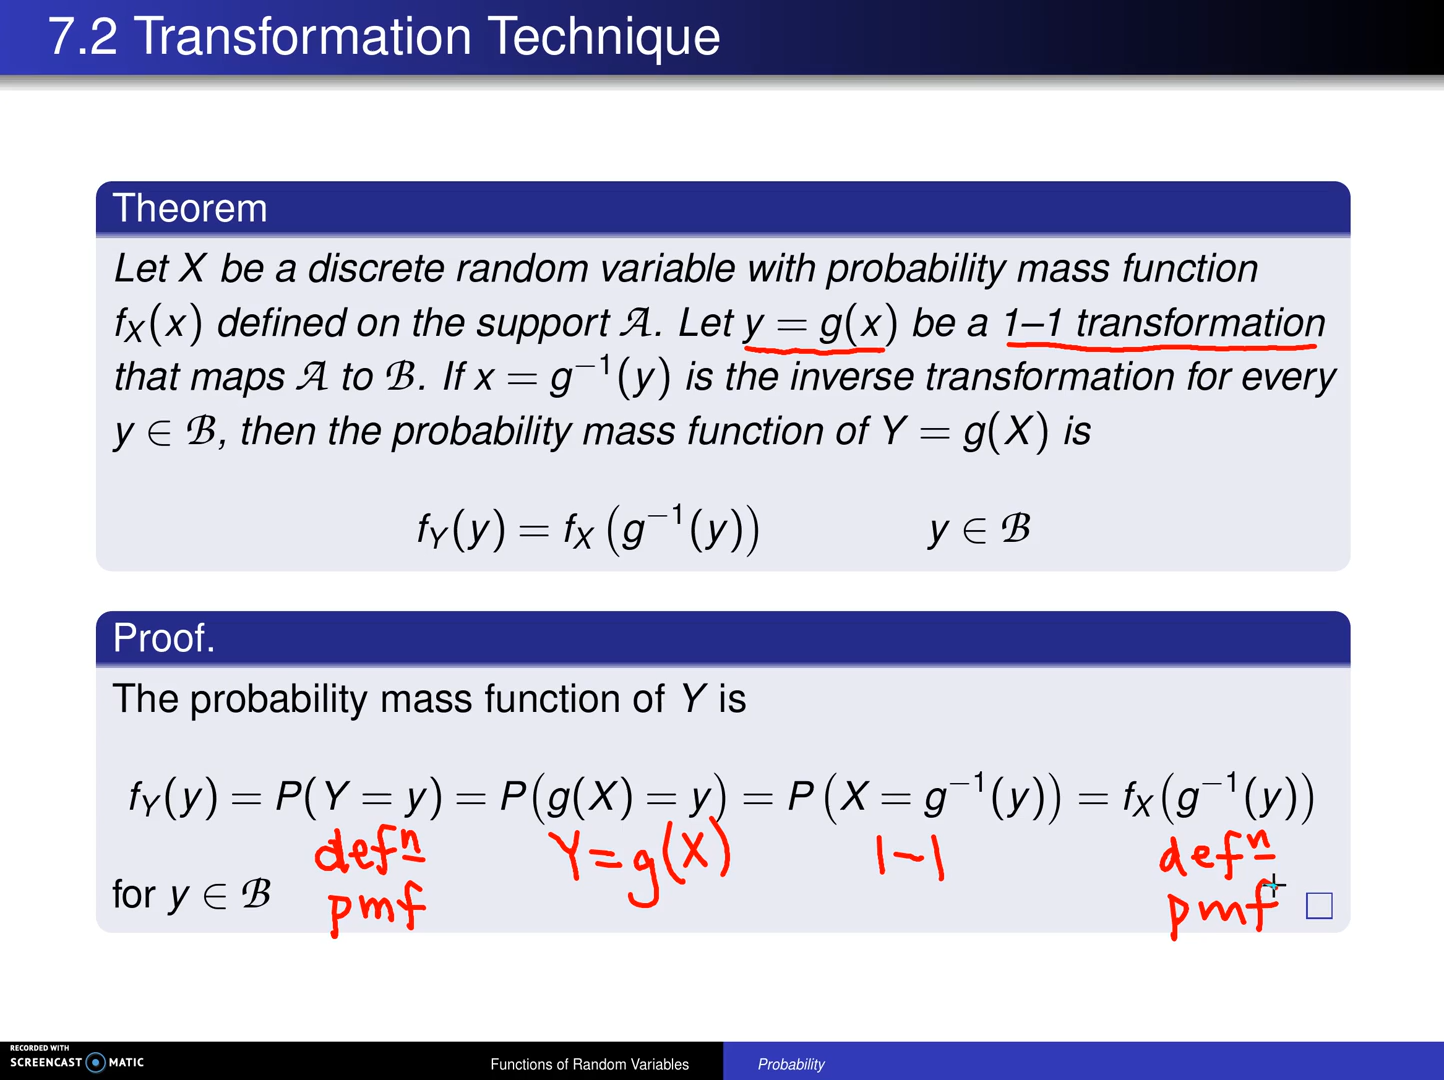 7.2 Transformation Technique
Theorem
Let X be a discrete random variable with probability mass function
f_X(x) defined on the support 𝒜. Let y = g(x) be a 1–1 transformation
that maps 𝒜 to ℬ. If x = g⁻¹(y) is the inverse transformation for every
y ∈ ℬ, then the probability mass function of Y = g(X) is
f_Y(y) = f_X(g⁻¹(y)) y ∈ ℬ
Proof.
The probability mass function of Y is
f_Y(y) = P(Y = y) = P(g(X) = y) = P(X = g⁻¹(y)) = f_X(g⁻¹(y))
defn Y=g(X) 1-1 defn
for y ∈ ℬ pmf pmf □
RECORDED WITH
SCREENCAST MATIC
Functions of Random Variables Probability